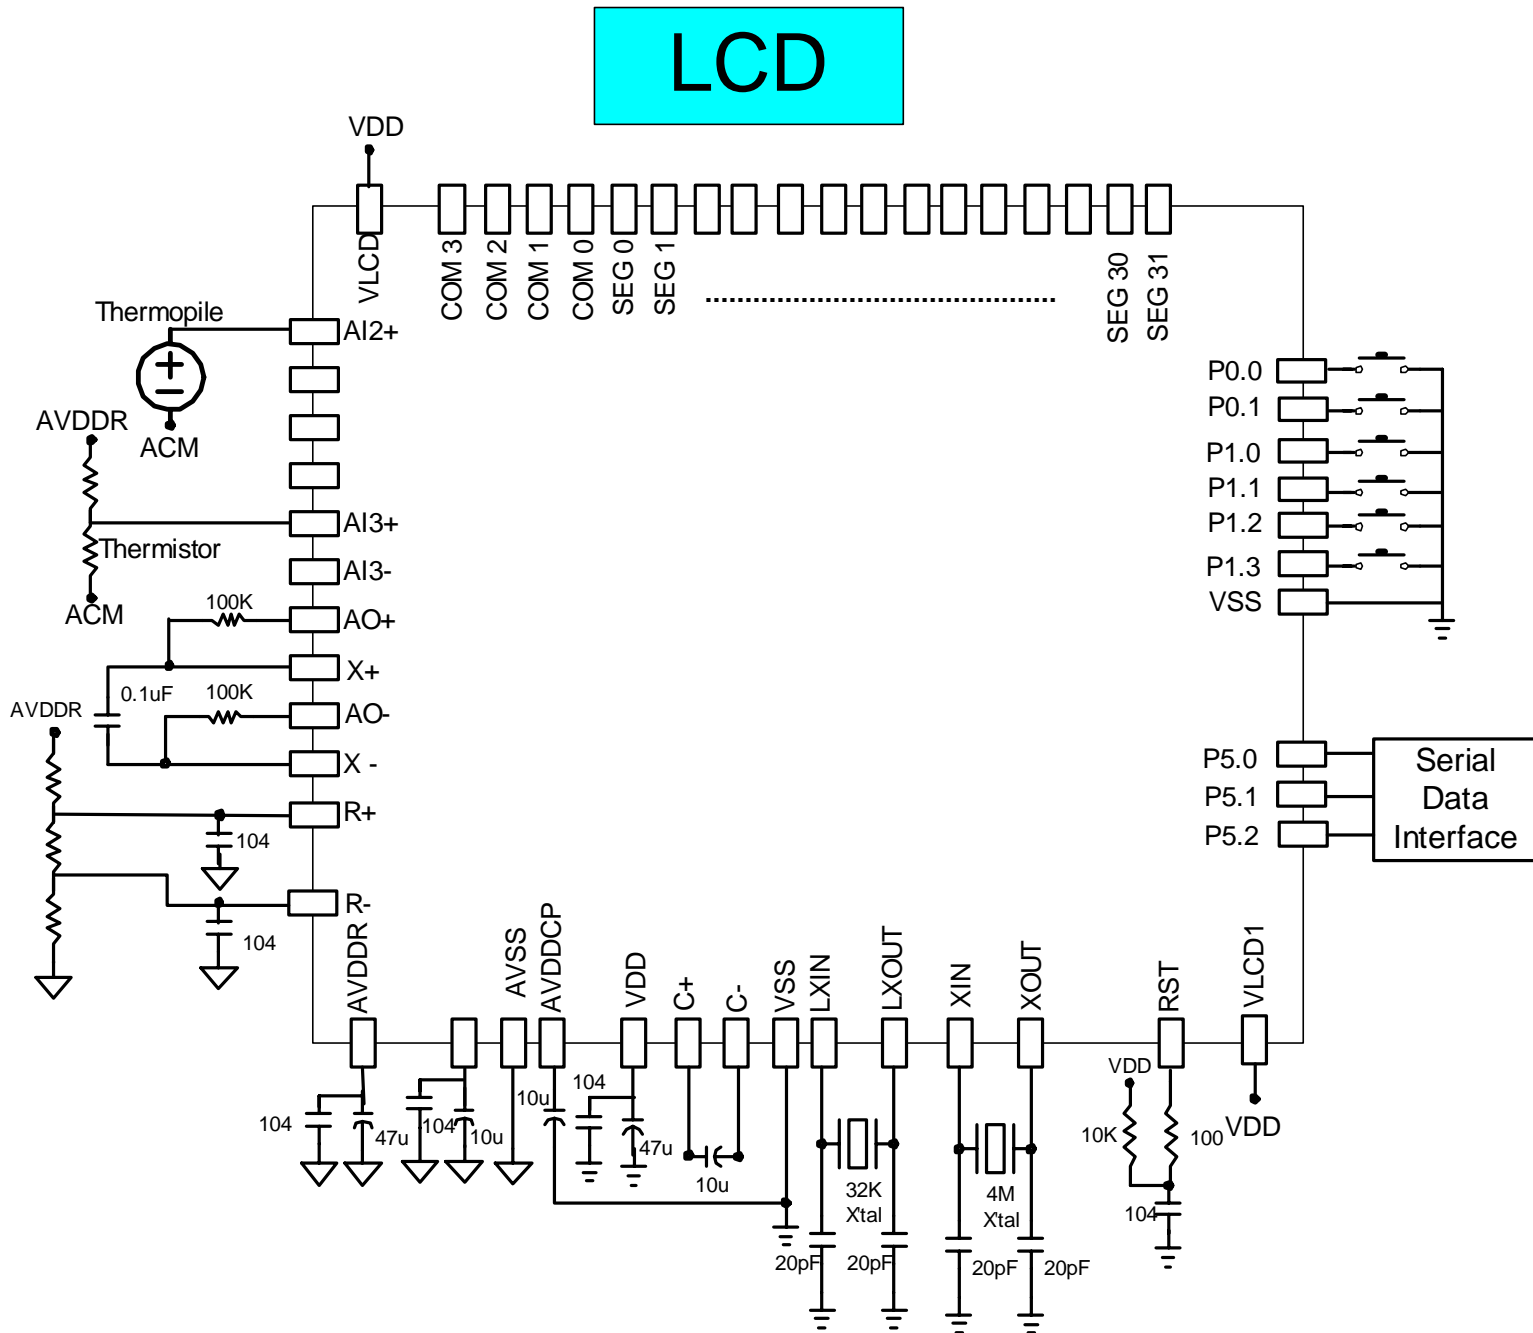 LCD
VDD
VLCD
COM 3
COM 2
COM 1
COM 0
SEG 0
SEG 1
SEG 30
SEG 31
Thermopile
AI2+
ACM
AVDDR
AI3+
Thermistor
AI3-
ACM
100K
AO+
X+
0.1uF
100K
AO-
AVDDR
X -
R+
104
R-
104
P0.0
P0.1
P1.0
P1.1
P1.2
P1.3
VSS
P5.0
P5.1
P5.2
Serial
Data
Interface
AVDDR
AVSS
AVDDCP
VDD
C+
C-
VSS
LXIN
LXOUT
XIN
XOUT
RST
VLCD1
104
47u
104
10u
10u
104
47u
10u
32K
X'tal
20pF
20pF
4M
X'tal
20pF
20pF
VDD
10K
100
104
VDD